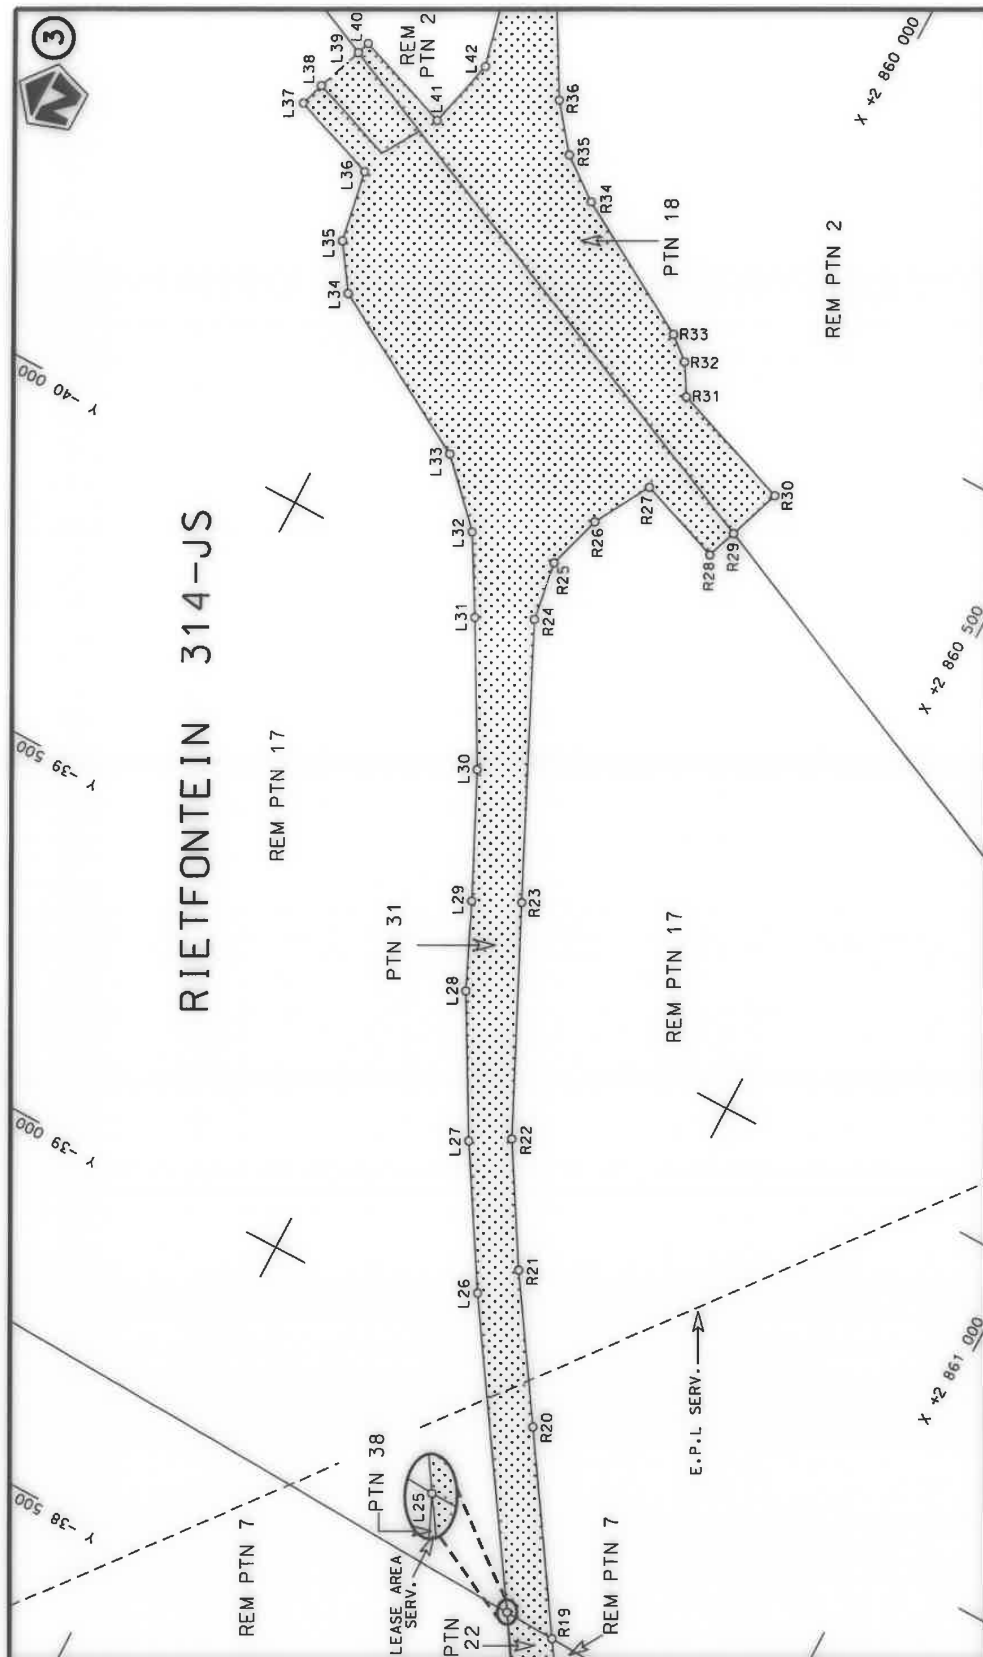 3
N
RIETFONTEIN 314-JS
REM PTN 17
PTN 31
REM PTN 17
REM PTN 7
PTN 38
LEASE AREA
SERV.
PTN
22
REM PTN 7
E.P.L SERV.
PTN 18
REM PTN 2
REM
PTN 2
Y -38 500
Y -39 000
Y -39 500
Y -40 000
X +2 860 000
X +2 860 500
X +2 861 000
L25
L26
L27
L28
L29
L30
L31
L32
L33
L34
L35
L36
L37
L38
L39
L40
L41
L42
R19
R20
R21
R22
R23
R24
R25
R26
R27
R28
R29
R30
R31
R32
R33
R34
R35
R36